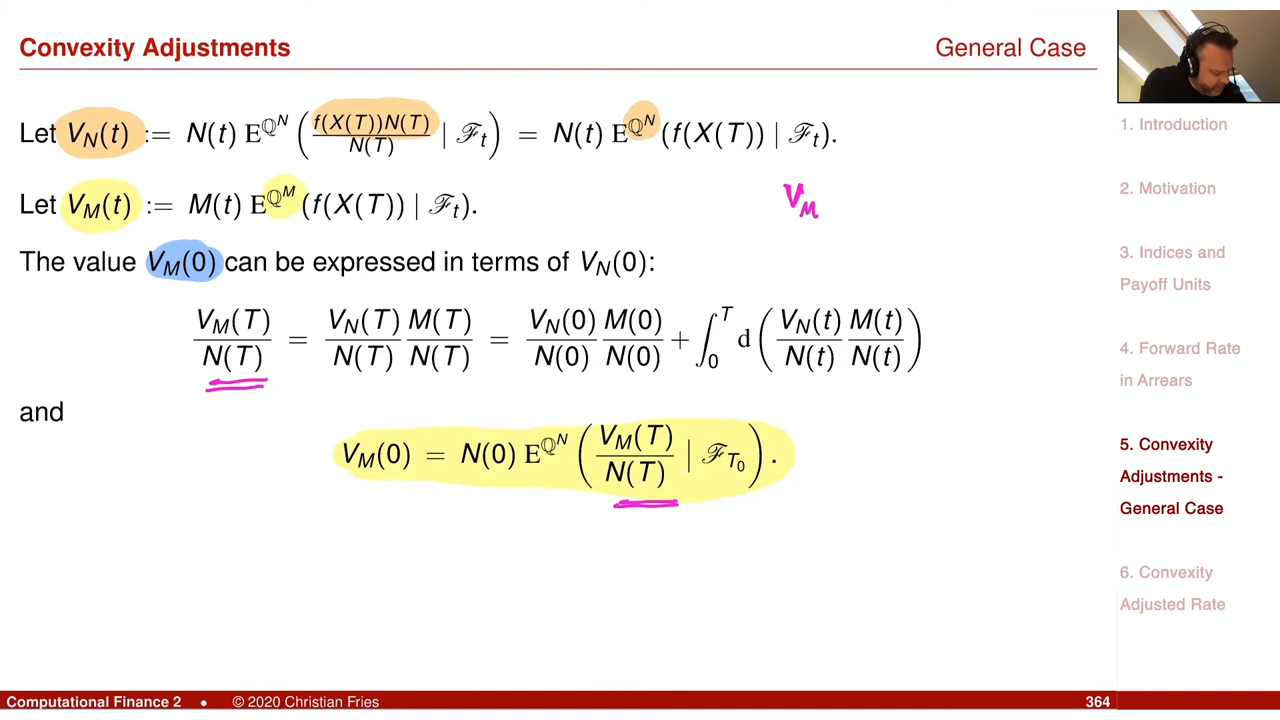 Convexity Adjustments
General Case
Let V_N(t) := N(t) E^{ℚ^N} ( f(X(T))N(T) / N(T) | ℱ_t ) = N(t) E^{ℚ^N} (f(X(T)) | ℱ_t).
Let V_M(t) := M(t) E^{ℚ^M} (f(X(T)) | ℱ_t).
V_M
The value V_M(0) can be expressed in terms of V_N(0):
V_M(T) / N(T) = V_N(T) / N(T) M(T) / N(T) = V_N(0) / N(0) M(0) / N(0) + ∫_0^T d ( V_N(t) / N(t) M(t) / N(t) )
and
V_M(0) = N(0) E^{ℚ^N} ( V_M(T) / N(T) | ℱ_{T_0} ).
1. Introduction
2. Motivation
3. Indices and
Payoff Units
4. Forward Rate
in Arrears
5. Convexity
Adjustments -
General Case
6. Convexity
Adjusted Rate
Computational Finance 2 • © 2020 Christian Fries
364